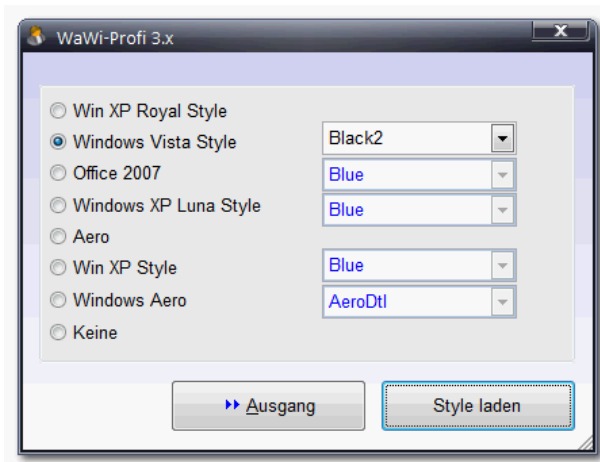 WaWi-Profi 3.x
Win XP Royal Style
Windows Vista Style Black2
Office 2007 Blue
Windows XP Luna Style Blue
Aero
Win XP Style Blue
Windows Aero AeroDtl
Keine
Ausgang Style laden